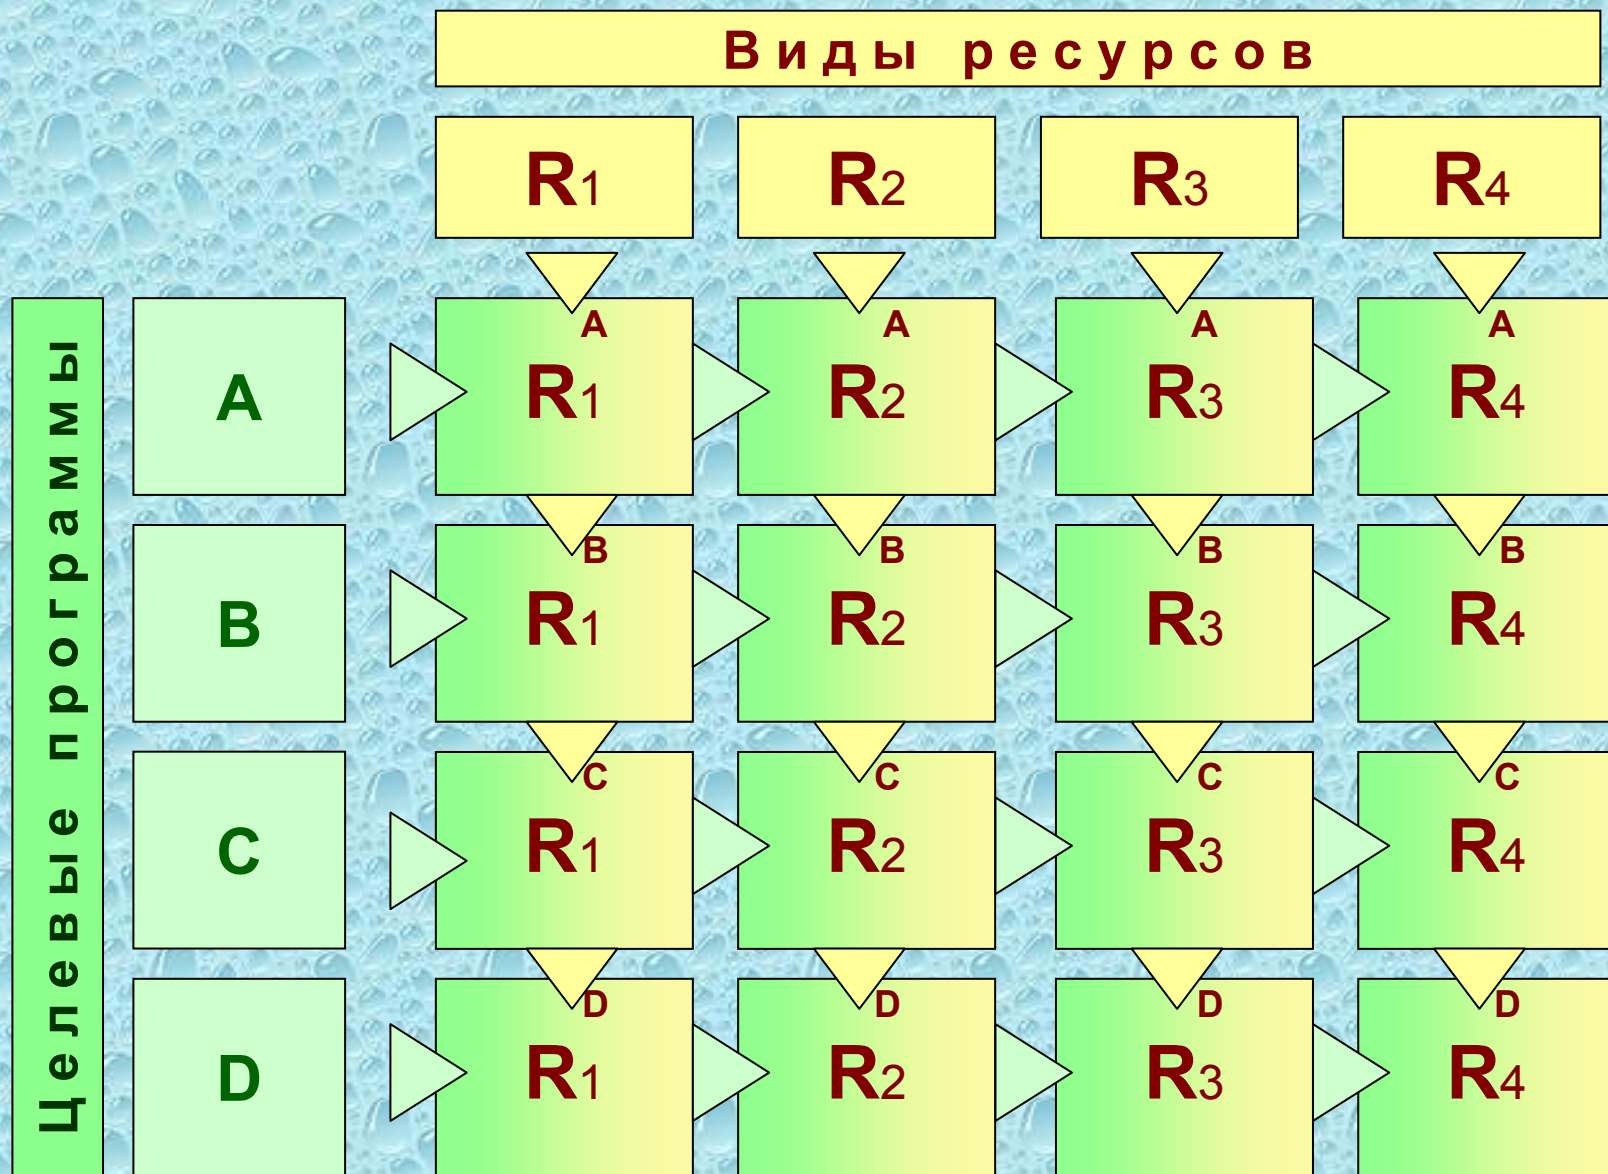 Виды ресурсов
R1 R2 R3 R4
Целевые программы
A A A A
A R1 R2 R3 R4
B B B B
B R1 R2 R3 R4
C C C C
C R1 R2 R3 R4
D D D D
D R1 R2 R3 R4